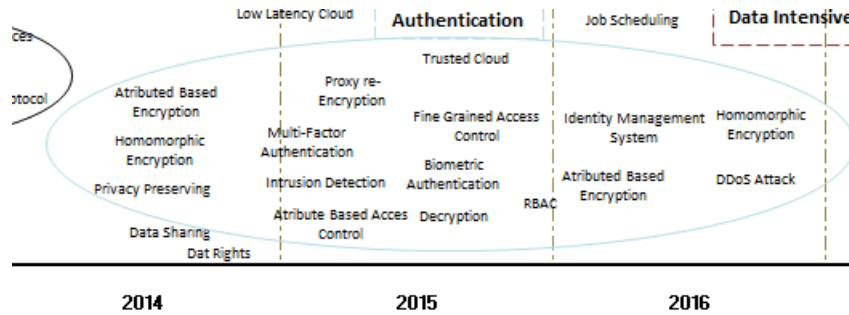 Low Latency Cloud
Authentication
Job Scheduling
Data Intensive
ces
otocol
Trusted Cloud
Proxy re-
Encryption
Atributed Based
Encryption
Fine Grained Access
Control
Identity Management
System
Homomorphic
Encryption
Multi-Factor
Authentication
Homomorphic
Encryption
Biometric
Authentication
Atributed Based
Encryption
DDoS Attack
Privacy Preserving
Intrusion Detection
RBAC
Atribute Based Acces
Control
Decryption
Data Sharing
Dat Rights
2014
2015
2016